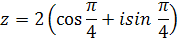 z = 2(cos π/4 + isin π/4)